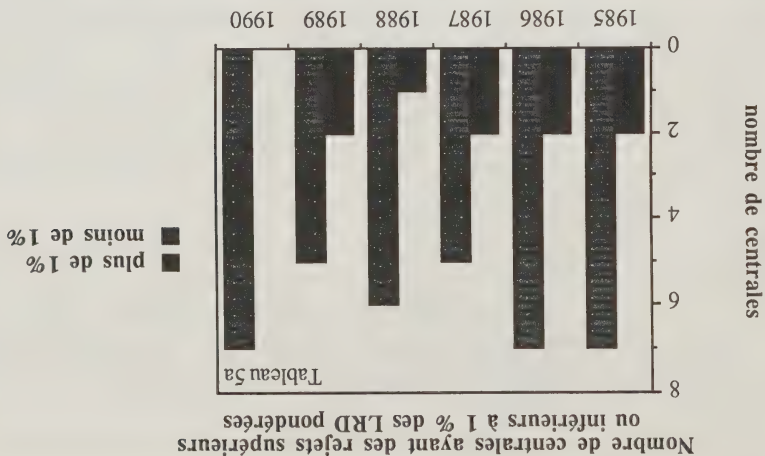 Nombre de centrales ayant des rejets supérieurs
ou inférieurs à 1 % des LRD pondérées
Tableau 5a
nombre de centrales
8
6
4
2
0
1985
1986
1987
1988
1989
1990
plus de 1%
moins de 1%